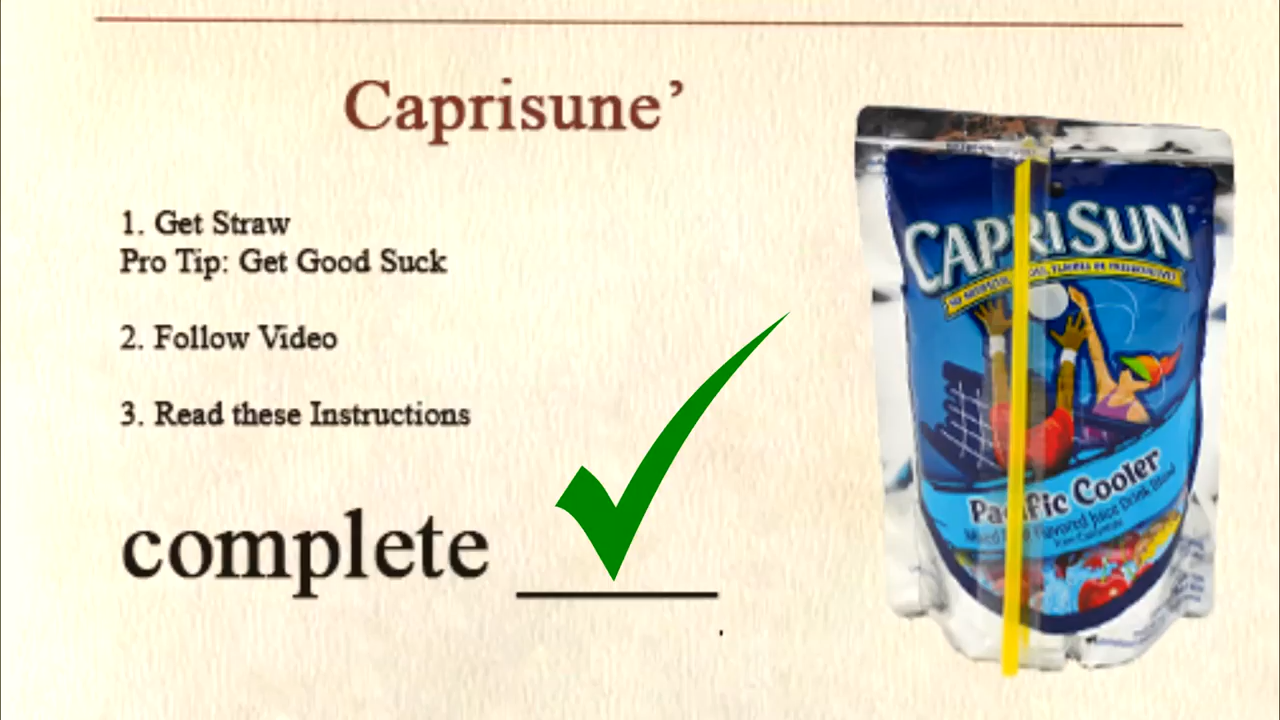 Caprisune’
1. Get Straw
Pro Tip: Get Good Suck
2. Follow Video
3. Read these Instructions
complete
CAPRISUN
Pacific Cooler